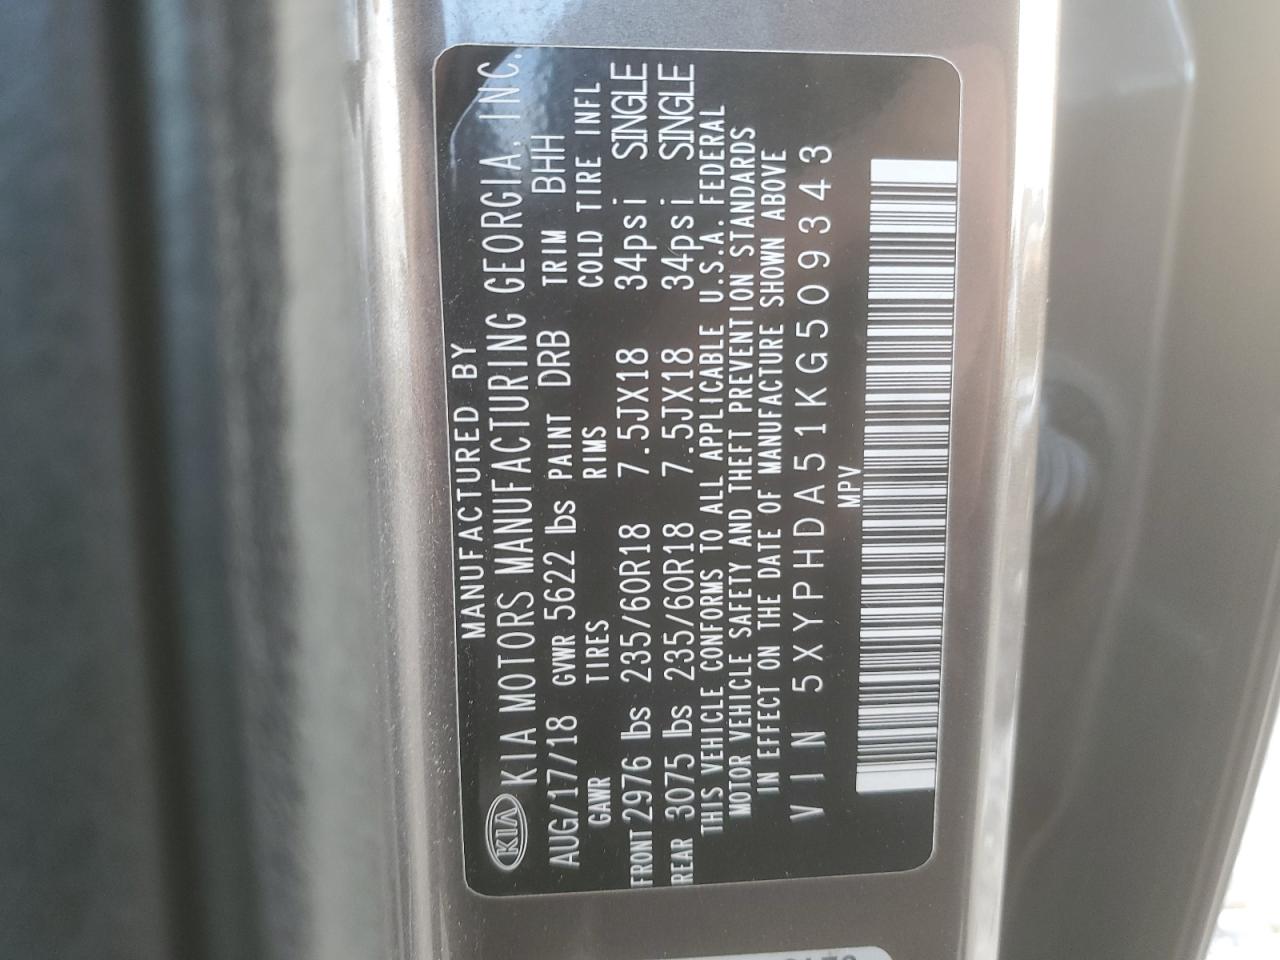 MANUFACTURED BY
KIA KIA MOTORS MANUFACTURING GEORGIA, INC.
AUG/17/18 GVWR 5622 lbs PAINT DRB TRIM BHH
GAWR TIRES RIMS COLD TIRE INFL
FRONT 2976 lbs 235/60R18 7.5JX18 34psi SINGLE
REAR 3075 lbs 235/60R18 7.5JX18 34psi SINGLE
THIS VEHICLE CONFORMS TO ALL APPLICABLE U.S.A. FEDERAL
MOTOR VEHICLE SAFETY AND THEFT PREVENTION STANDARDS
IN EFFECT ON THE DATE OF MANUFACTURE SHOWN ABOVE
VIN 5XYPHDA51KG509343
MPV